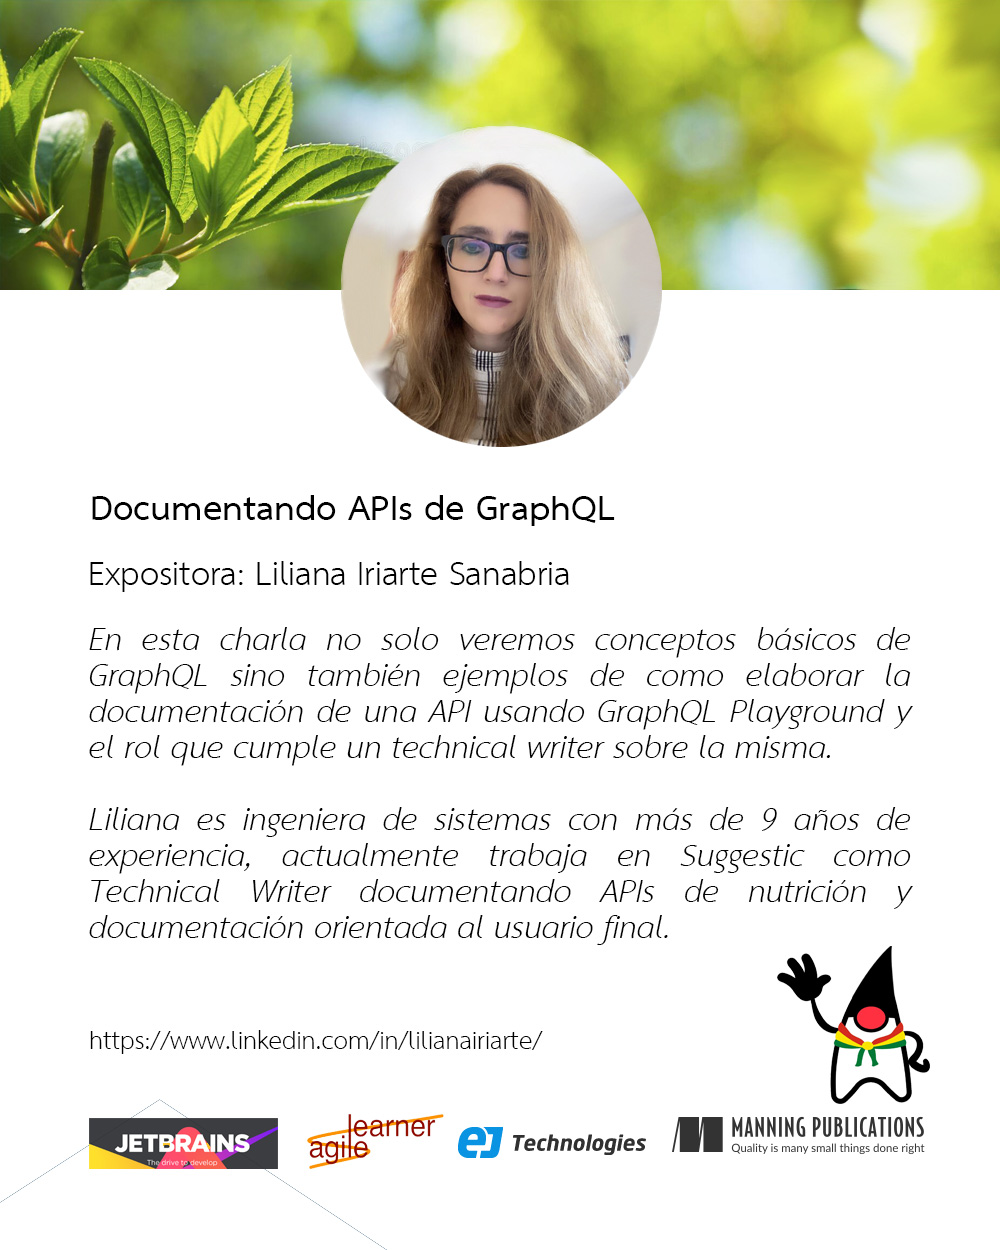 Documentando APIs de GraphQL
Expositora: Liliana Iriarte Sanabria
En esta charla no solo veremos conceptos básicos de
GraphQL sino también ejemplos de como elaborar la
documentación de una API usando GraphQL Playground y
el rol que cumple un technical writer sobre la misma.
Liliana es ingeniera de sistemas con más de 9 años de
experiencia, actualmente trabaja en Suggestic como
Technical Writer documentando APIs de nutrición y
documentación orientada al usuario final.
https://www.linkedin.com/in/lilianairiarte/
JETBRAINS
The drive to develop
agile learner
ej Technologies
MANNING PUBLICATIONS
Quality is many small things done right